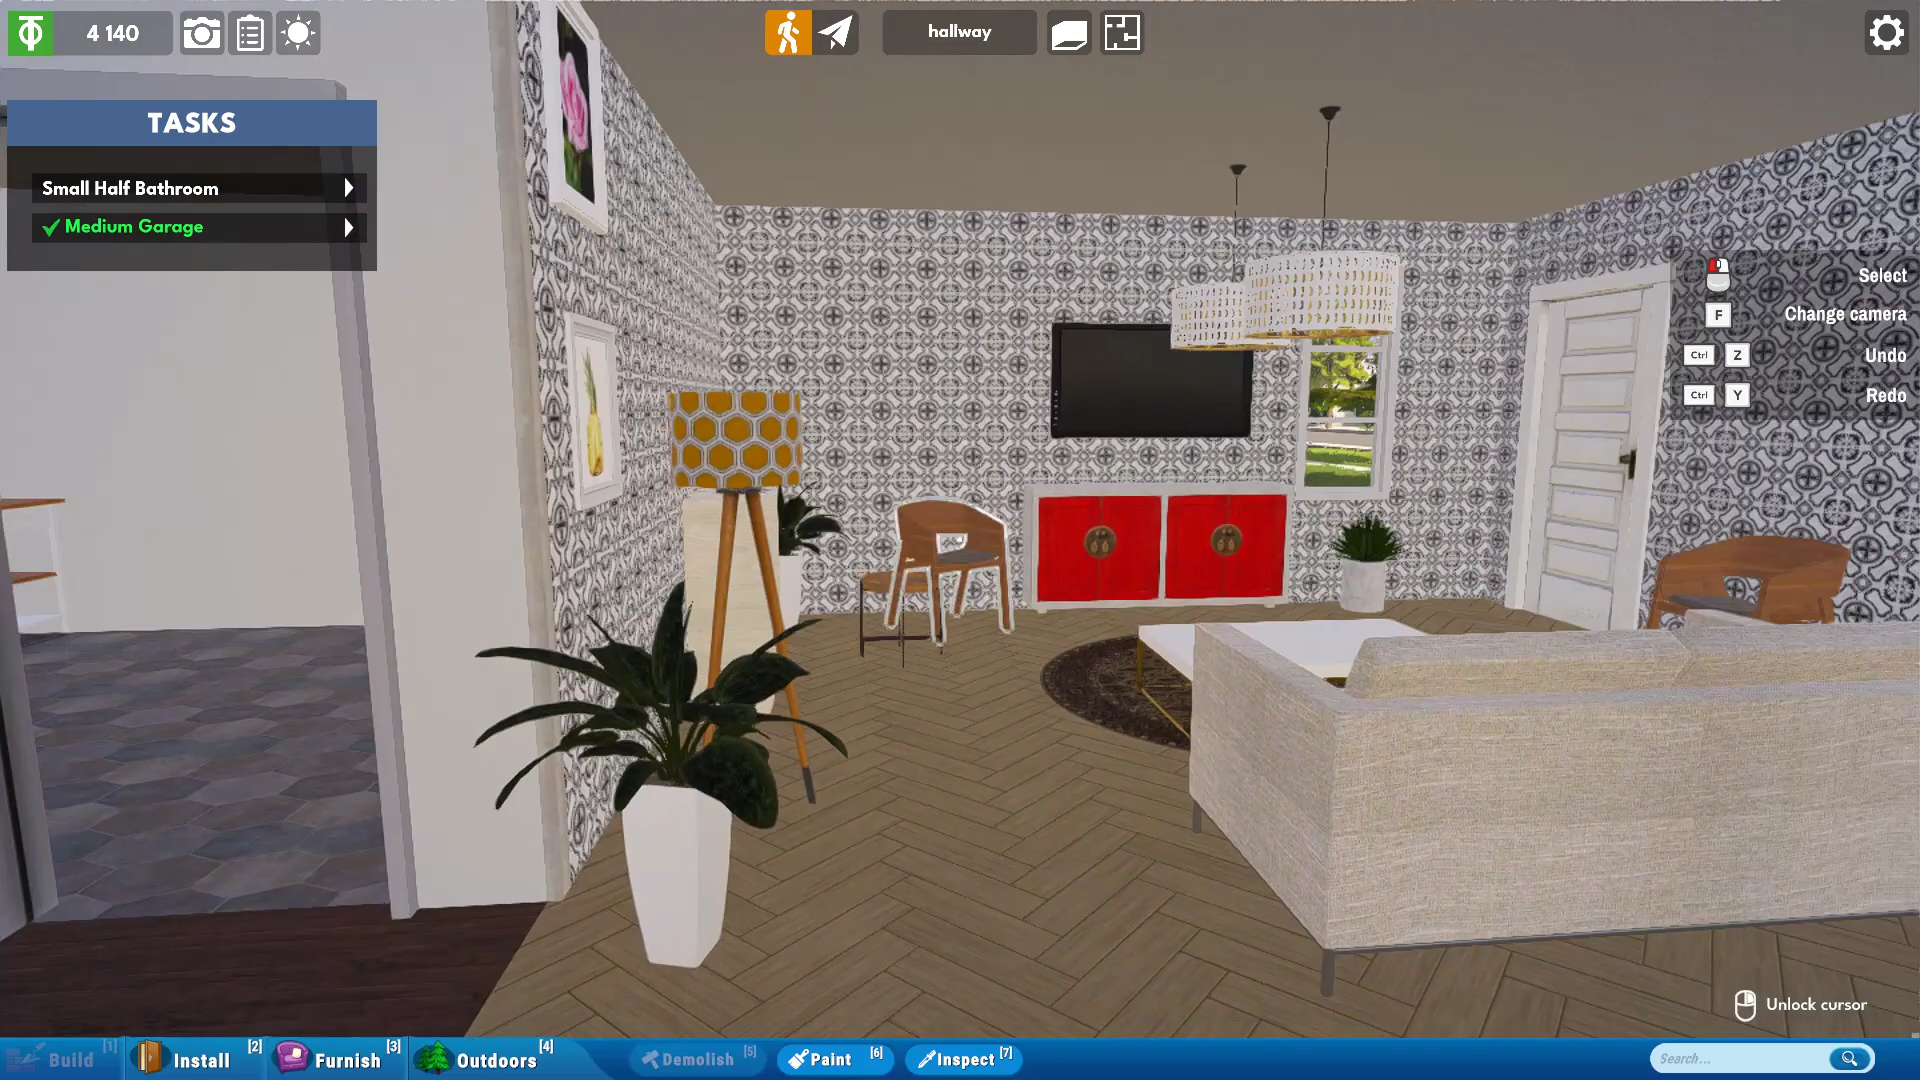 4 140
hallway
TASKS
Small Half Bathroom
Medium Garage
Select
F Change camera
Ctrl Z Undo
Ctrl Y Redo
Unlock cursor
Build [1]
Install [2]
Furnish [3]
Outdoors [4]
Demolish [5]
Paint [6]
Inspect [7]
Search...